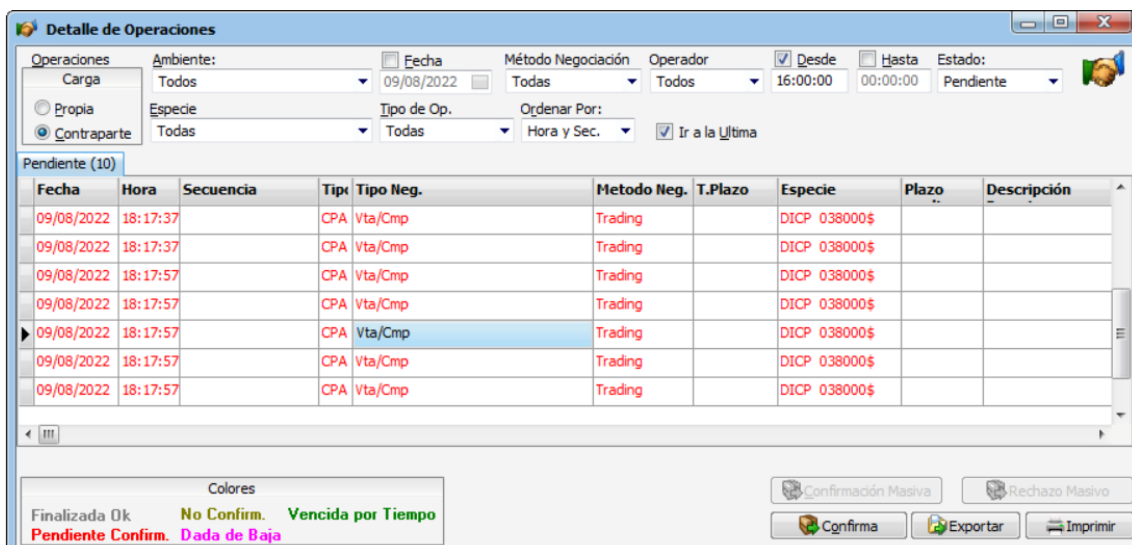 Detalle de Operaciones
Operaciones Ambiente: Fecha Método Negociación Operador Desde Hasta Estado:
Carga Todos 09/08/2022 Todas Todos 16:00:00 00:00:00 Pendiente
Propia Especie Tipo de Op. Ordenar Por:
Contraparte Todas Todas Hora y Sec. Ir a la Ultima
Pendiente (10)
Fecha Hora Secuencia Tipo Neg. Metodo Neg. T.Plazo Especie Plazo Descripción
09/08/2022 18:17:37 CPA Vta/Cmp Trading DICP 038000$
09/08/2022 18:17:37 CPA Vta/Cmp Trading DICP 038000$
09/08/2022 18:17:57 CPA Vta/Cmp Trading DICP 038000$
09/08/2022 18:17:57 CPA Vta/Cmp Trading DICP 038000$
09/08/2022 18:17:57 CPA Vta/Cmp Trading DICP 038000$
09/08/2022 18:17:57 CPA Vta/Cmp Trading DICP 038000$
09/08/2022 18:17:57 CPA Vta/Cmp Trading DICP 038000$
Colores
Finalizada Ok No Confirm. Vencida por Tiempo
Pendiente Confirm. Dada de Baja
Confirmación Masiva Rechazo Masivo
Confirma Exportar Imprimir